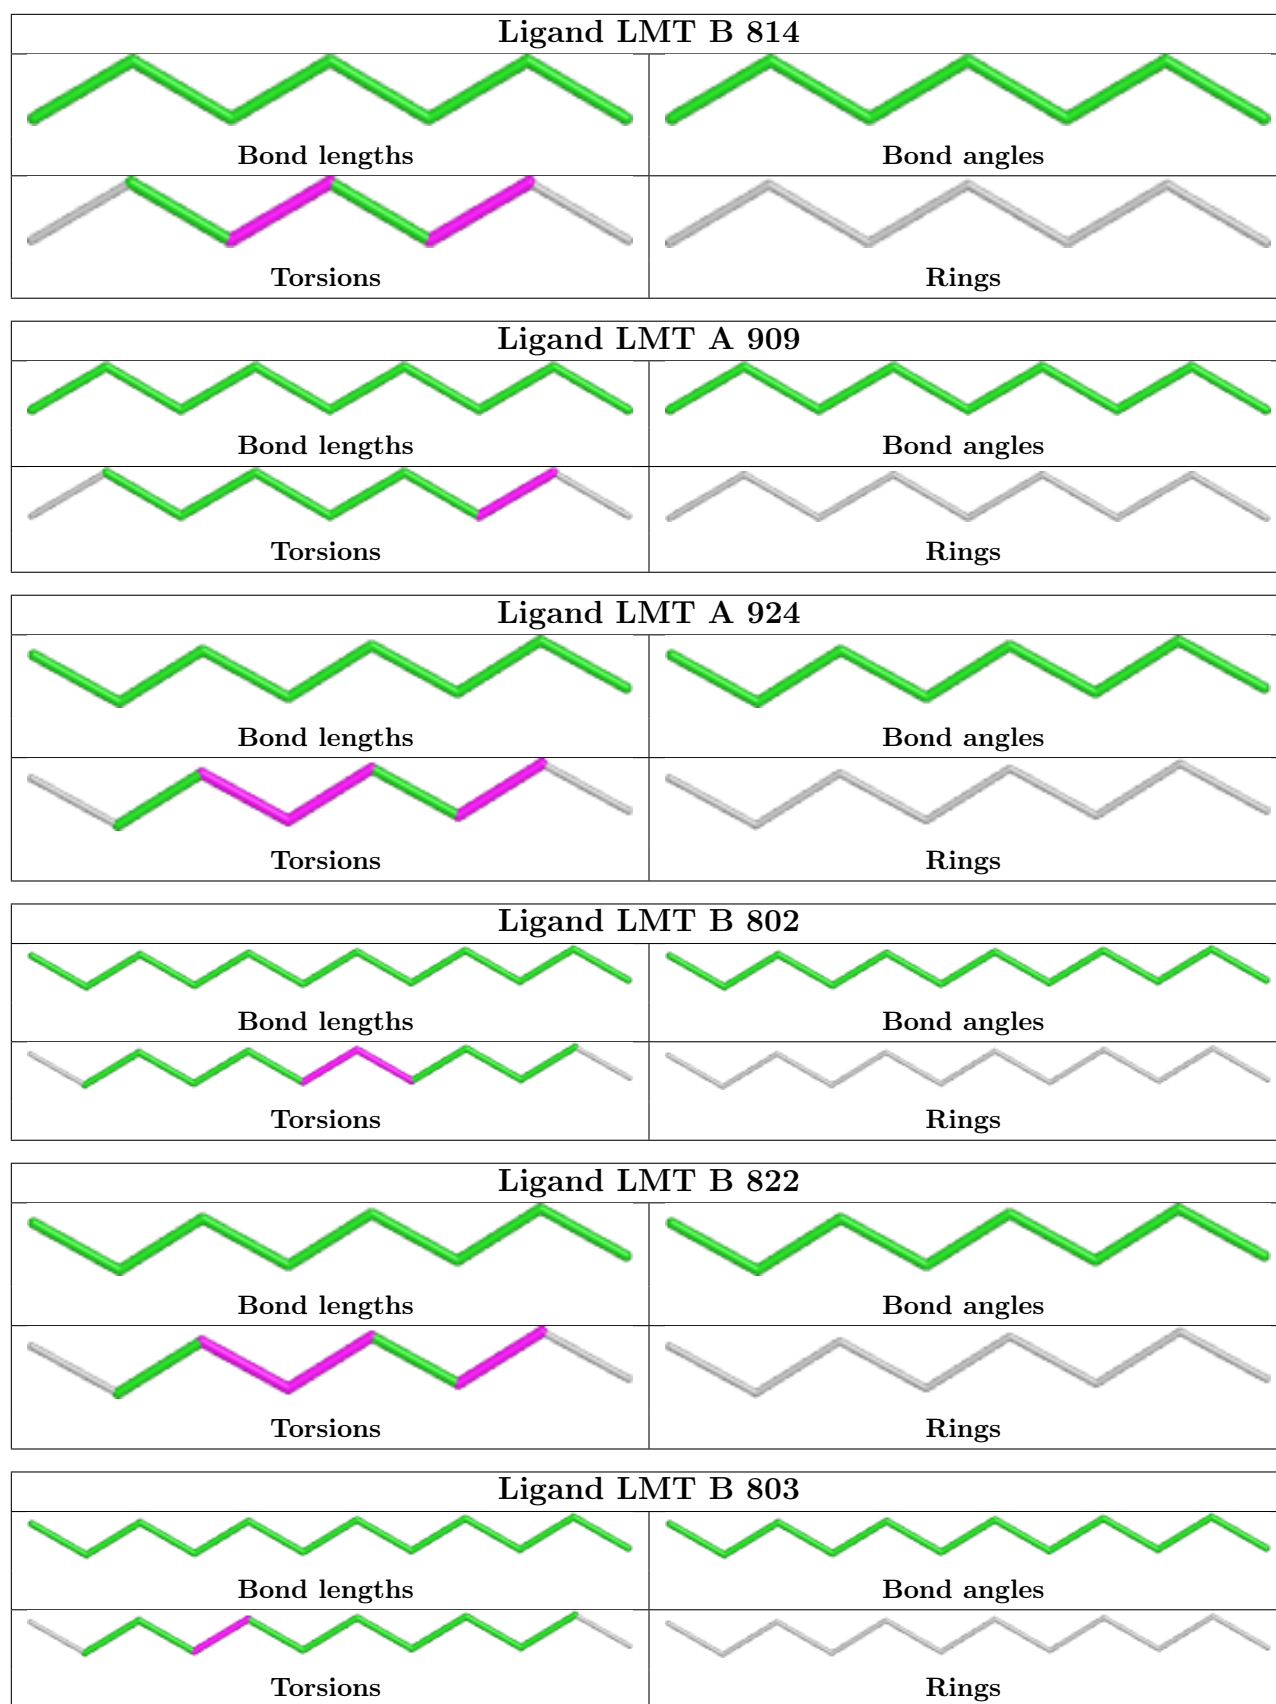 Ligand LMT B 814
Bond lengths Bond angles
Torsions Rings
Ligand LMT A 909
Bond lengths Bond angles
Torsions Rings
Ligand LMT A 924
Bond lengths Bond angles
Torsions Rings
Ligand LMT B 802
Bond lengths Bond angles
Torsions Rings
Ligand LMT B 822
Bond lengths Bond angles
Torsions Rings
Ligand LMT B 803
Bond lengths Bond angles
Torsions Rings